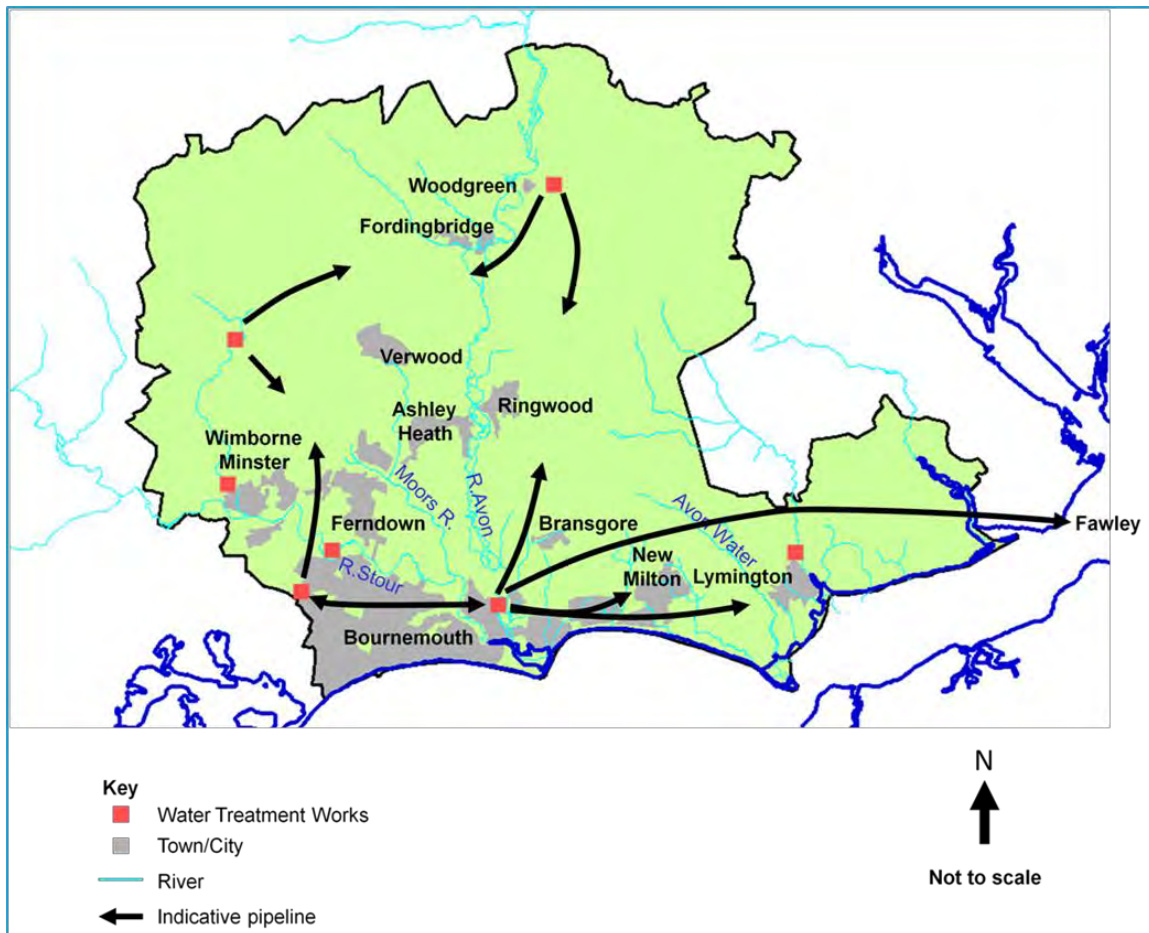 Woodgreen
Fordingbridge
Verwood
Ashley
Heath
Ringwood
Wimborne
Minster
Moors R.
R.Avon
Ferndown
Bransgore
Avon Water
Fawley
R.Stour
New
Milton
Lymington
Bournemouth
N
Key
Water Treatment Works
Town/City
River
Not to scale
Indicative pipeline